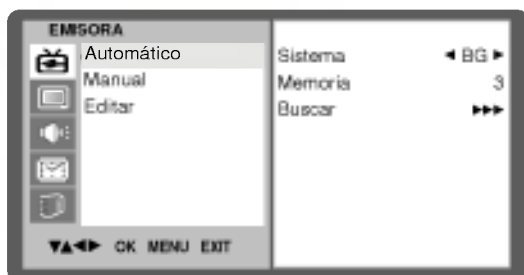 EMISORA
Automático
Manual
Editar
Sistema ◄ BG ►
Memoria 3
Buscar ►►►
▼▲◄► OK MENU EXIT